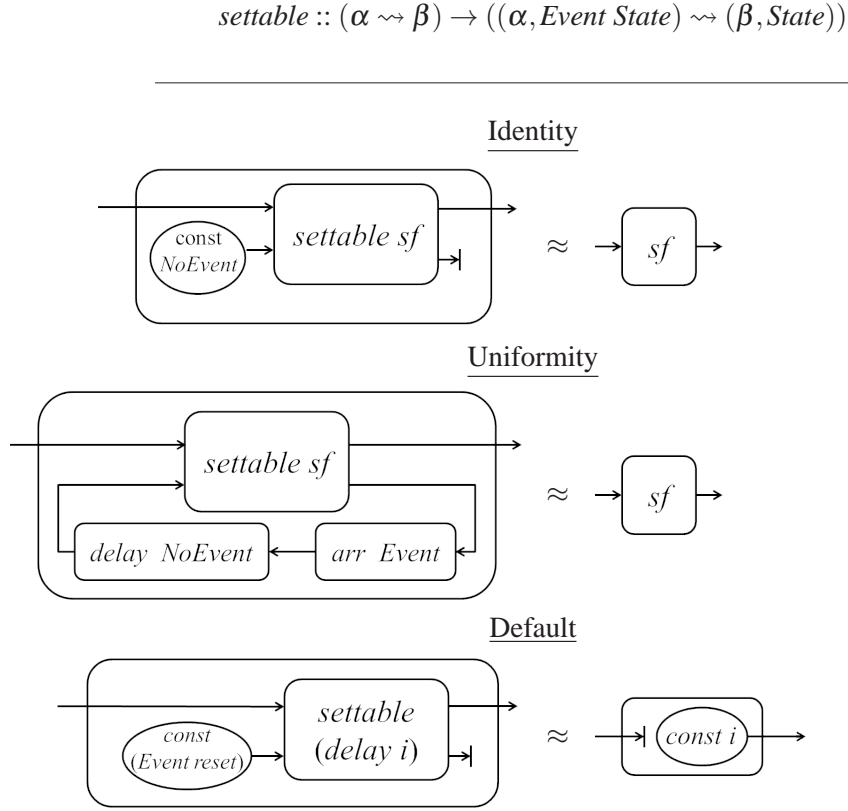 settable :: (α ⇝ β) → ((α, Event State) ⇝ (β, State))
Identity
const
NoEvent
settable sf
≈
sf
Uniformity
settable sf
delay NoEvent
arr Event
≈
sf
Default
const
(Event reset)
settable
(delay i)
≈
const i